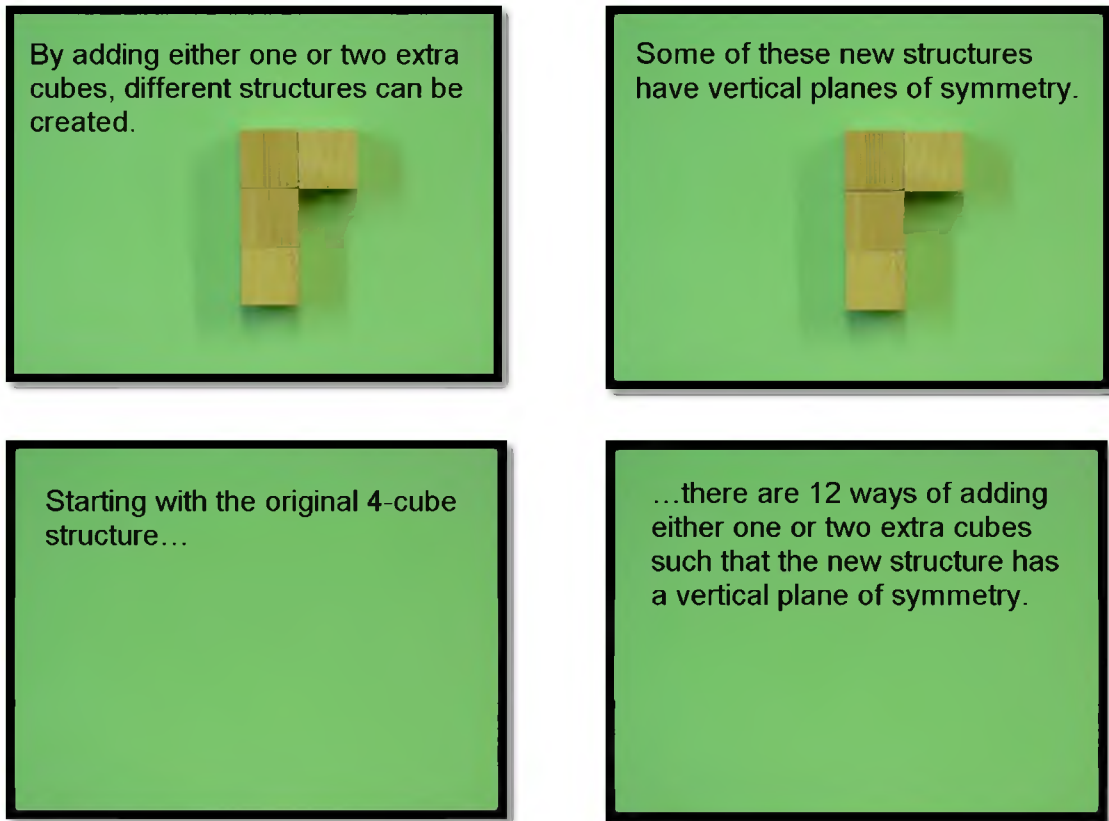 By adding either one or two extra
cubes, different structures can be
created.
Some of these new structures
have vertical planes of symmetry.
Starting with the original 4-cube
structure…
…there are 12 ways of adding
either one or two extra cubes
such that the new structure has
a vertical plane of symmetry.